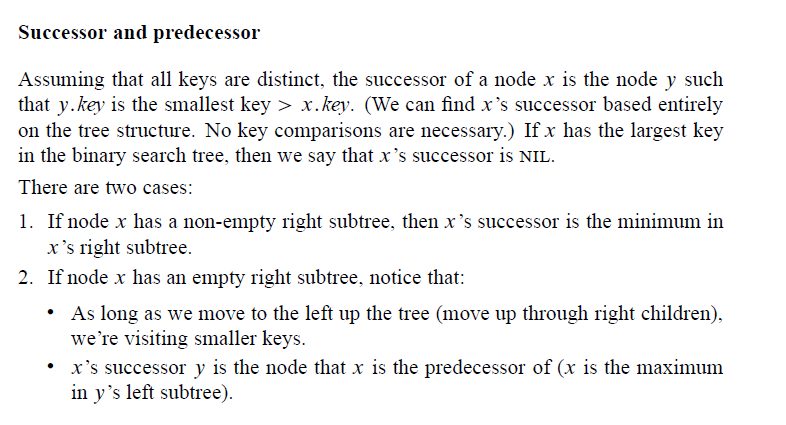 Successor and predecessor
Assuming that all keys are distinct, the successor of a node x is the node y such
that y.key is the smallest key > x.key. (We can find x’s successor based entirely
on the tree structure. No key comparisons are necessary.) If x has the largest key
in the binary search tree, then we say that x’s successor is NIL.
There are two cases:
1. If node x has a non-empty right subtree, then x’s successor is the minimum in
x’s right subtree.
2. If node x has an empty right subtree, notice that:
• As long as we move to the left up the tree (move up through right children),
we’re visiting smaller keys.
• x’s successor y is the node that x is the predecessor of (x is the maximum
in y’s left subtree).